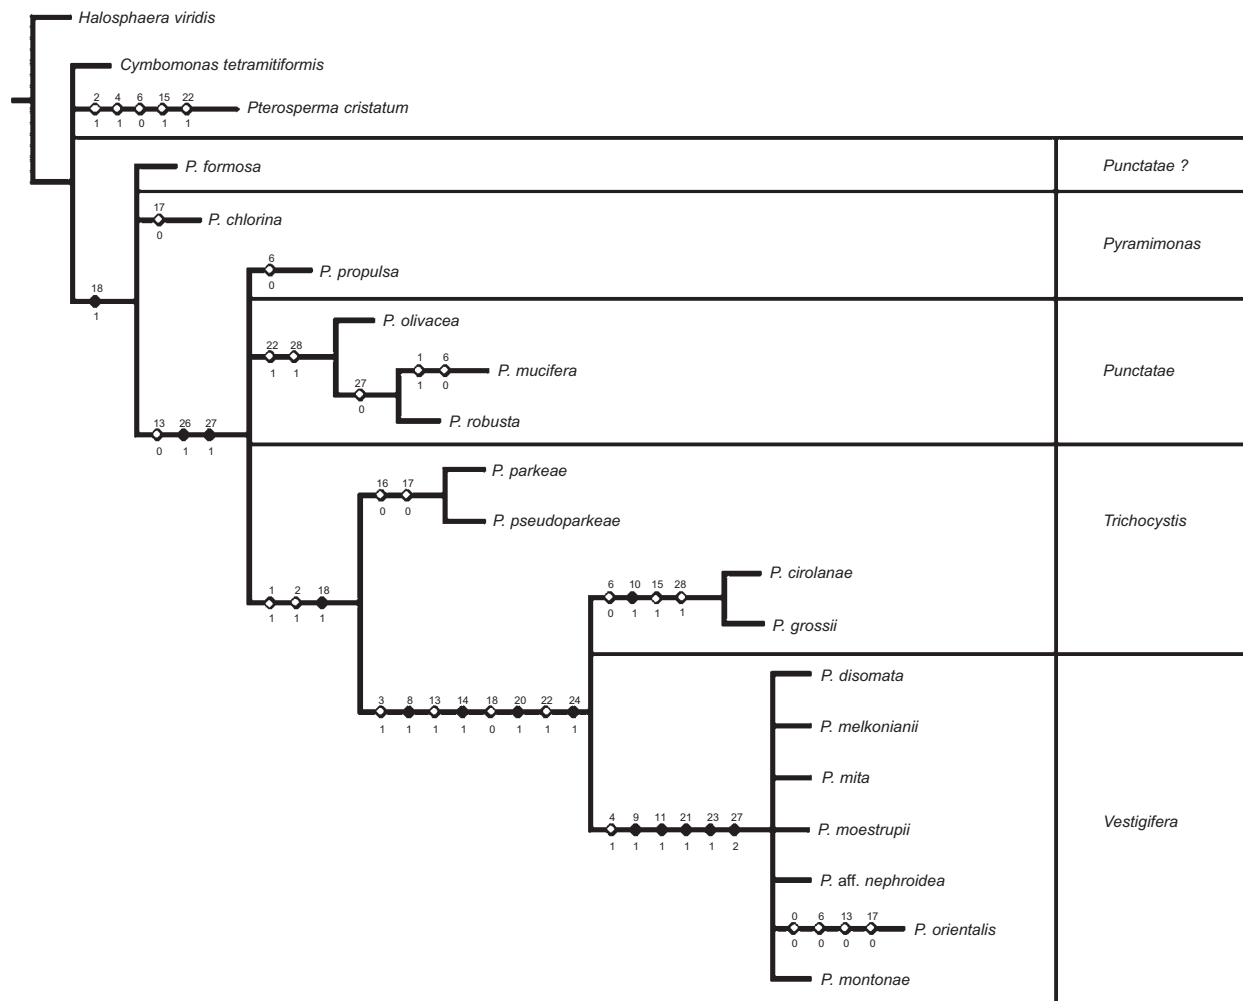 Halosphaera viridis
Cymbomonas tetramitiformis
2 4 6 15 22
Pterosperma cristatum
1 1 0 1 1
P. formosa
Punctatae ?
17
P. chlorina
0
Pyramimonas
6
P. propulsa
0
18
1
P. olivacea
22 28
1 1
1 6
P. mucifera
1 0
Punctatae
27
0
P. robusta
13 26 27
0 1 1
P. parkeae
16 17
0 0
P. pseudoparkeae
Trichocystis
P. cirolanae
6 10 15 28
0 1 1 1
1 2 18
1 1 1
P. grossii
P. disomata
3 8 13 14 18 20 22 24
1 1 1 1 0 1 1 1
P. melkonianii
P. mita
4 9 11 21 23 27
1 1 1 1 1 2
P. moestrupii
Vestigifera
P. aff. nephroidea
0 6 13 17
P. orientalis
0 0 0 0
P. montonae